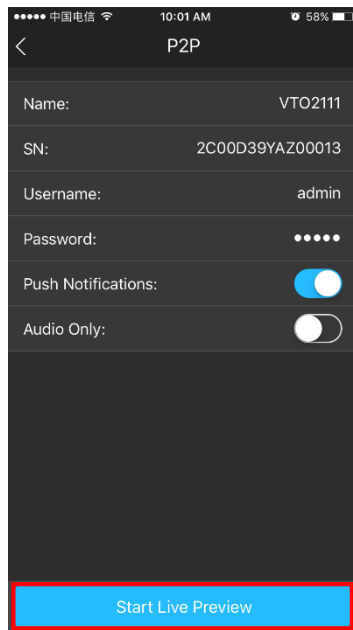 中国电信 10:01 AM 58%
P2P
Name: VTO2111
SN: 2C00D39YAZ00013
Username: admin
Password: •••••
Push Notifications:
Audio Only:
Start Live Preview